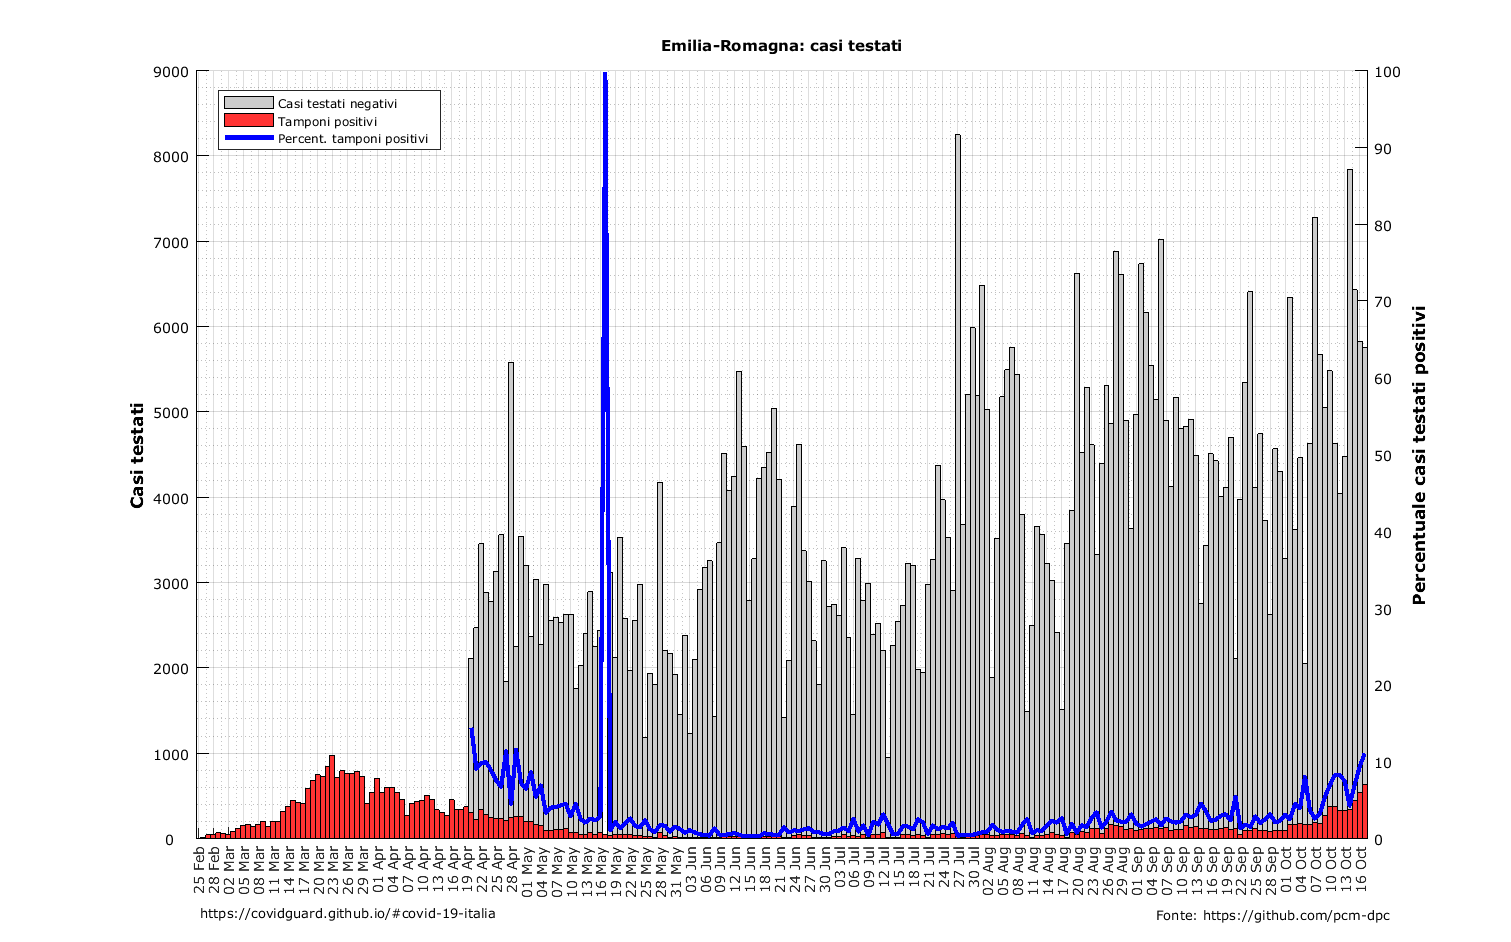 Emilia-Romagna: casi testati
Casi testati negativi
Tamponi positivi
Percent. tamponi positivi
Casi testati
9000
8000
7000
6000
5000
4000
3000
2000
1000
0
100
90
80
70
60
50
40
30
20
10
0
Percentuale casi testati positivi
25 Feb
28 Feb
02 Mar
05 Mar
08 Mar
11 Mar
14 Mar
17 Mar
20 Mar
23 Mar
26 Mar
29 Mar
01 Apr
04 Apr
07 Apr
10 Apr
13 Apr
16 Apr
19 Apr
22 Apr
25 Apr
28 Apr
01 May
04 May
07 May
10 May
13 May
16 May
19 May
22 May
25 May
28 May
31 May
03 Jun
06 Jun
09 Jun
12 Jun
15 Jun
18 Jun
21 Jun
24 Jun
27 Jun
30 Jun
03 Jul
06 Jul
09 Jul
12 Jul
15 Jul
18 Jul
21 Jul
24 Jul
27 Jul
30 Jul
02 Aug
05 Aug
08 Aug
11 Aug
14 Aug
17 Aug
20 Aug
23 Aug
26 Aug
29 Aug
01 Sep
04 Sep
07 Sep
10 Sep
13 Sep
16 Sep
19 Sep
22 Sep
25 Sep
28 Sep
01 Oct
04 Oct
07 Oct
10 Oct
13 Oct
16 Oct
https://covidguard.github.io/#covid-19-italia
Fonte: https://github.com/pcm-dpc